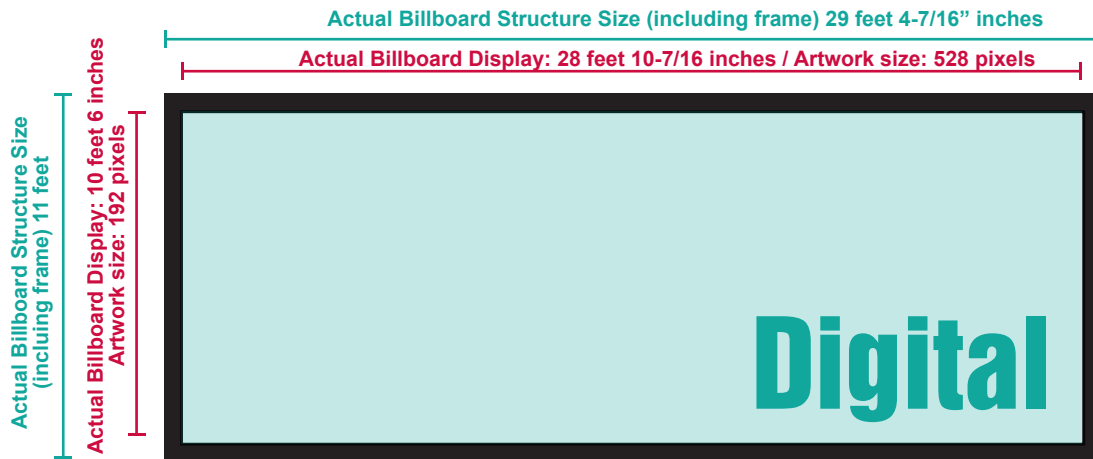 Actual Billboard Structure Size (including frame) 29 feet 4-7/16” inches
Actual Billboard Display: 28 feet 10-7/16 inches / Artwork size: 528 pixels
Actual Billboard Structure Size
(incluing frame) 11 feet
Actual Billboard Display: 10 feet 6 inches
Artwork size: 192 pixels
Digital